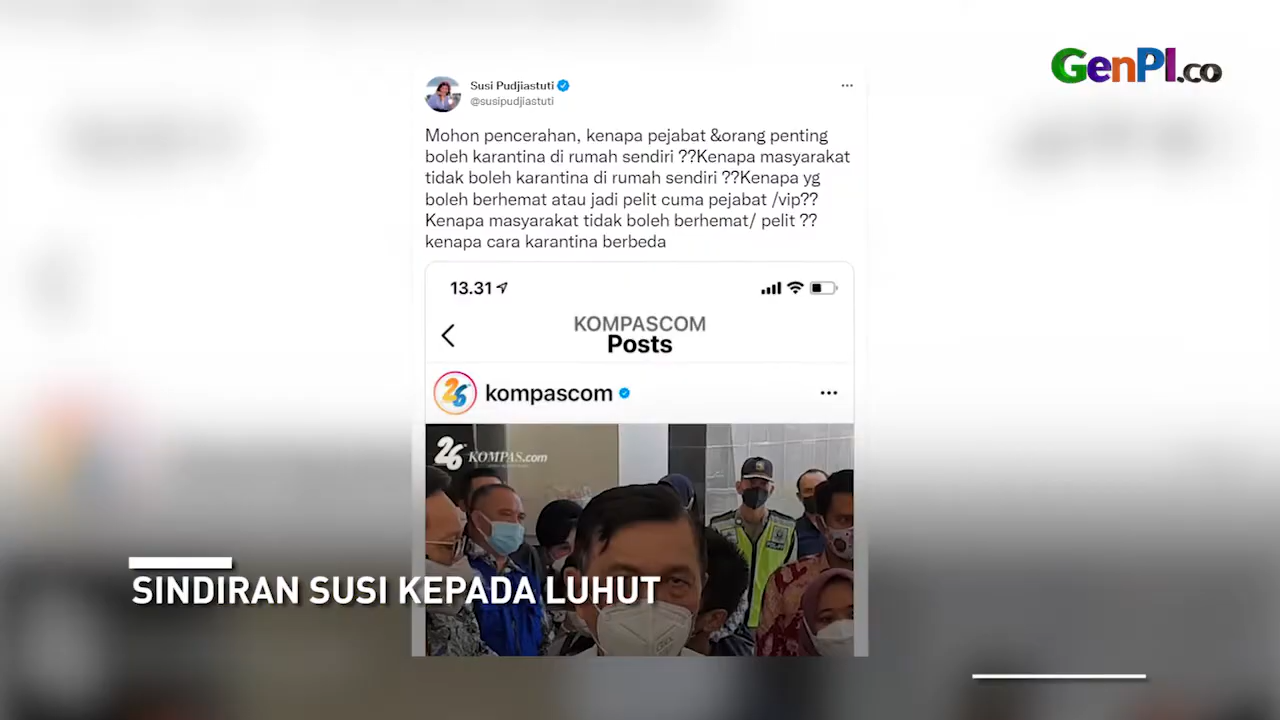 GenPI.co
Susi Pudjiastuti
@susipudjiastuti
Mohon pencerahan, kenapa pejabat &orang penting
boleh karantina di rumah sendiri ??Kenapa masyarakat
tidak boleh karantina di rumah sendiri ??Kenapa yg
boleh berhemat atau jadi pelit cuma pejabat /vip??
Kenapa masyarakat tidak boleh berhemat/ pelit ??
kenapa cara karantina berbeda
13.31
KOMPASCOM
Posts
26
kompascom
26 KOMPAS.com
SINDIRAN SUSI KEPADA LUHUT